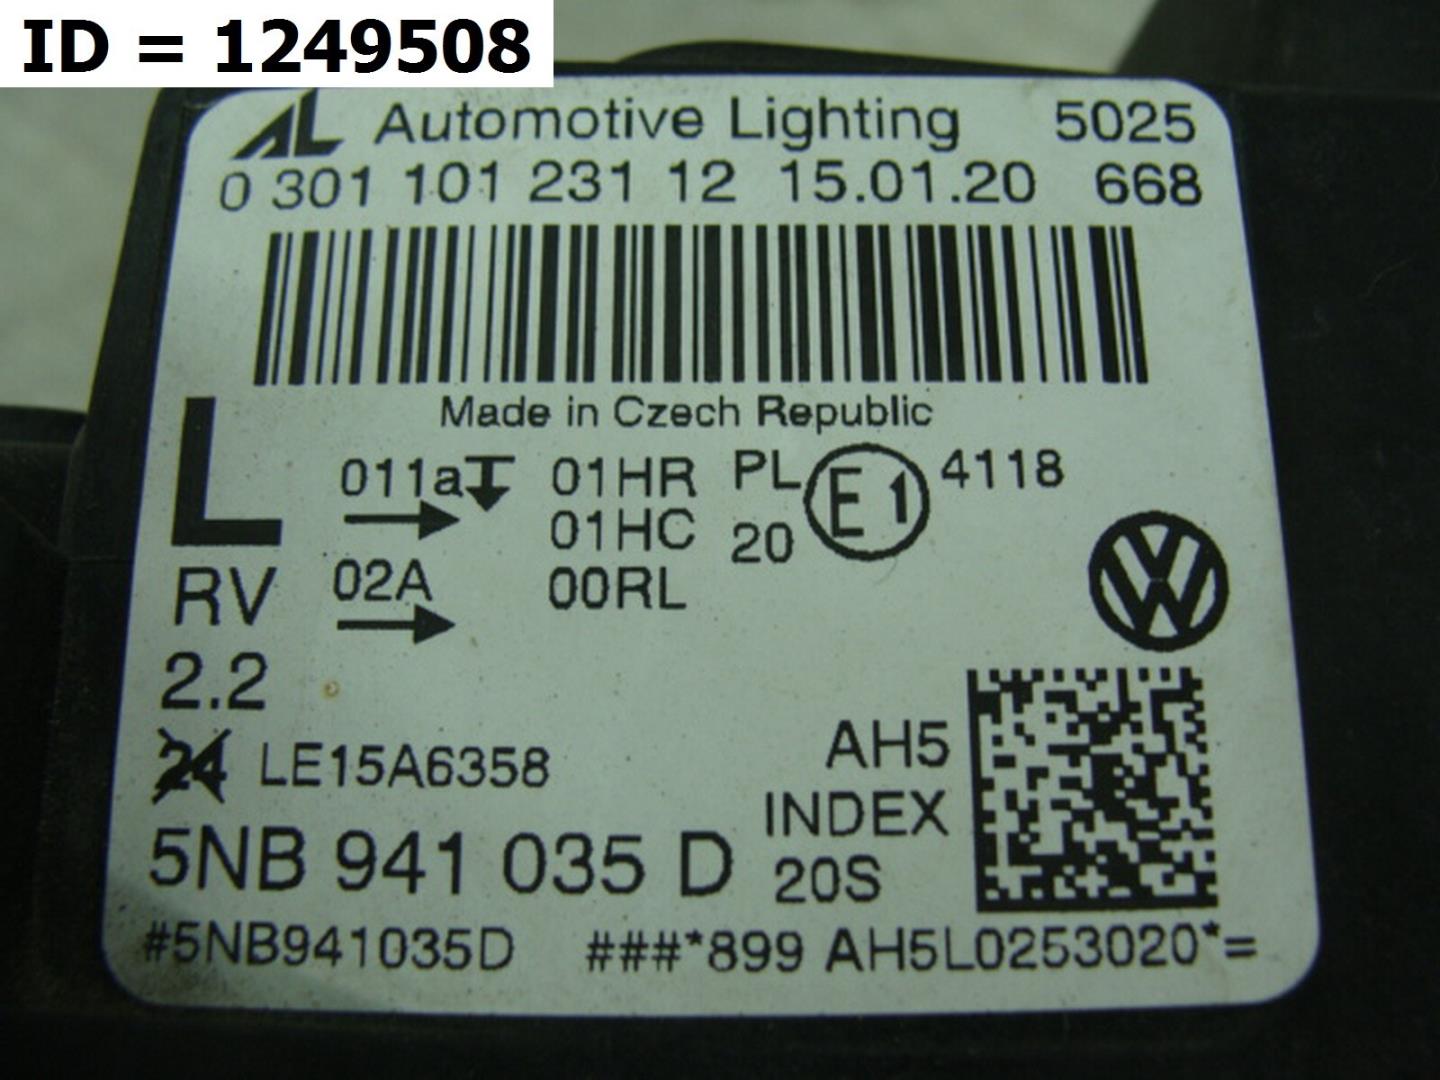 ID = 1249508
AL Automotive Lighting 5025
0 301 101 231 12 15.01.20 668
Made in Czech Republic
L 011a 01HR PL E1 4118
01HC 20
RV 02A 00RL
2.2
24 LE15A6358 AH5
INDEX
5NB 941 035 D 20S
#5NB941035D ###*899 AH5L0253020*=